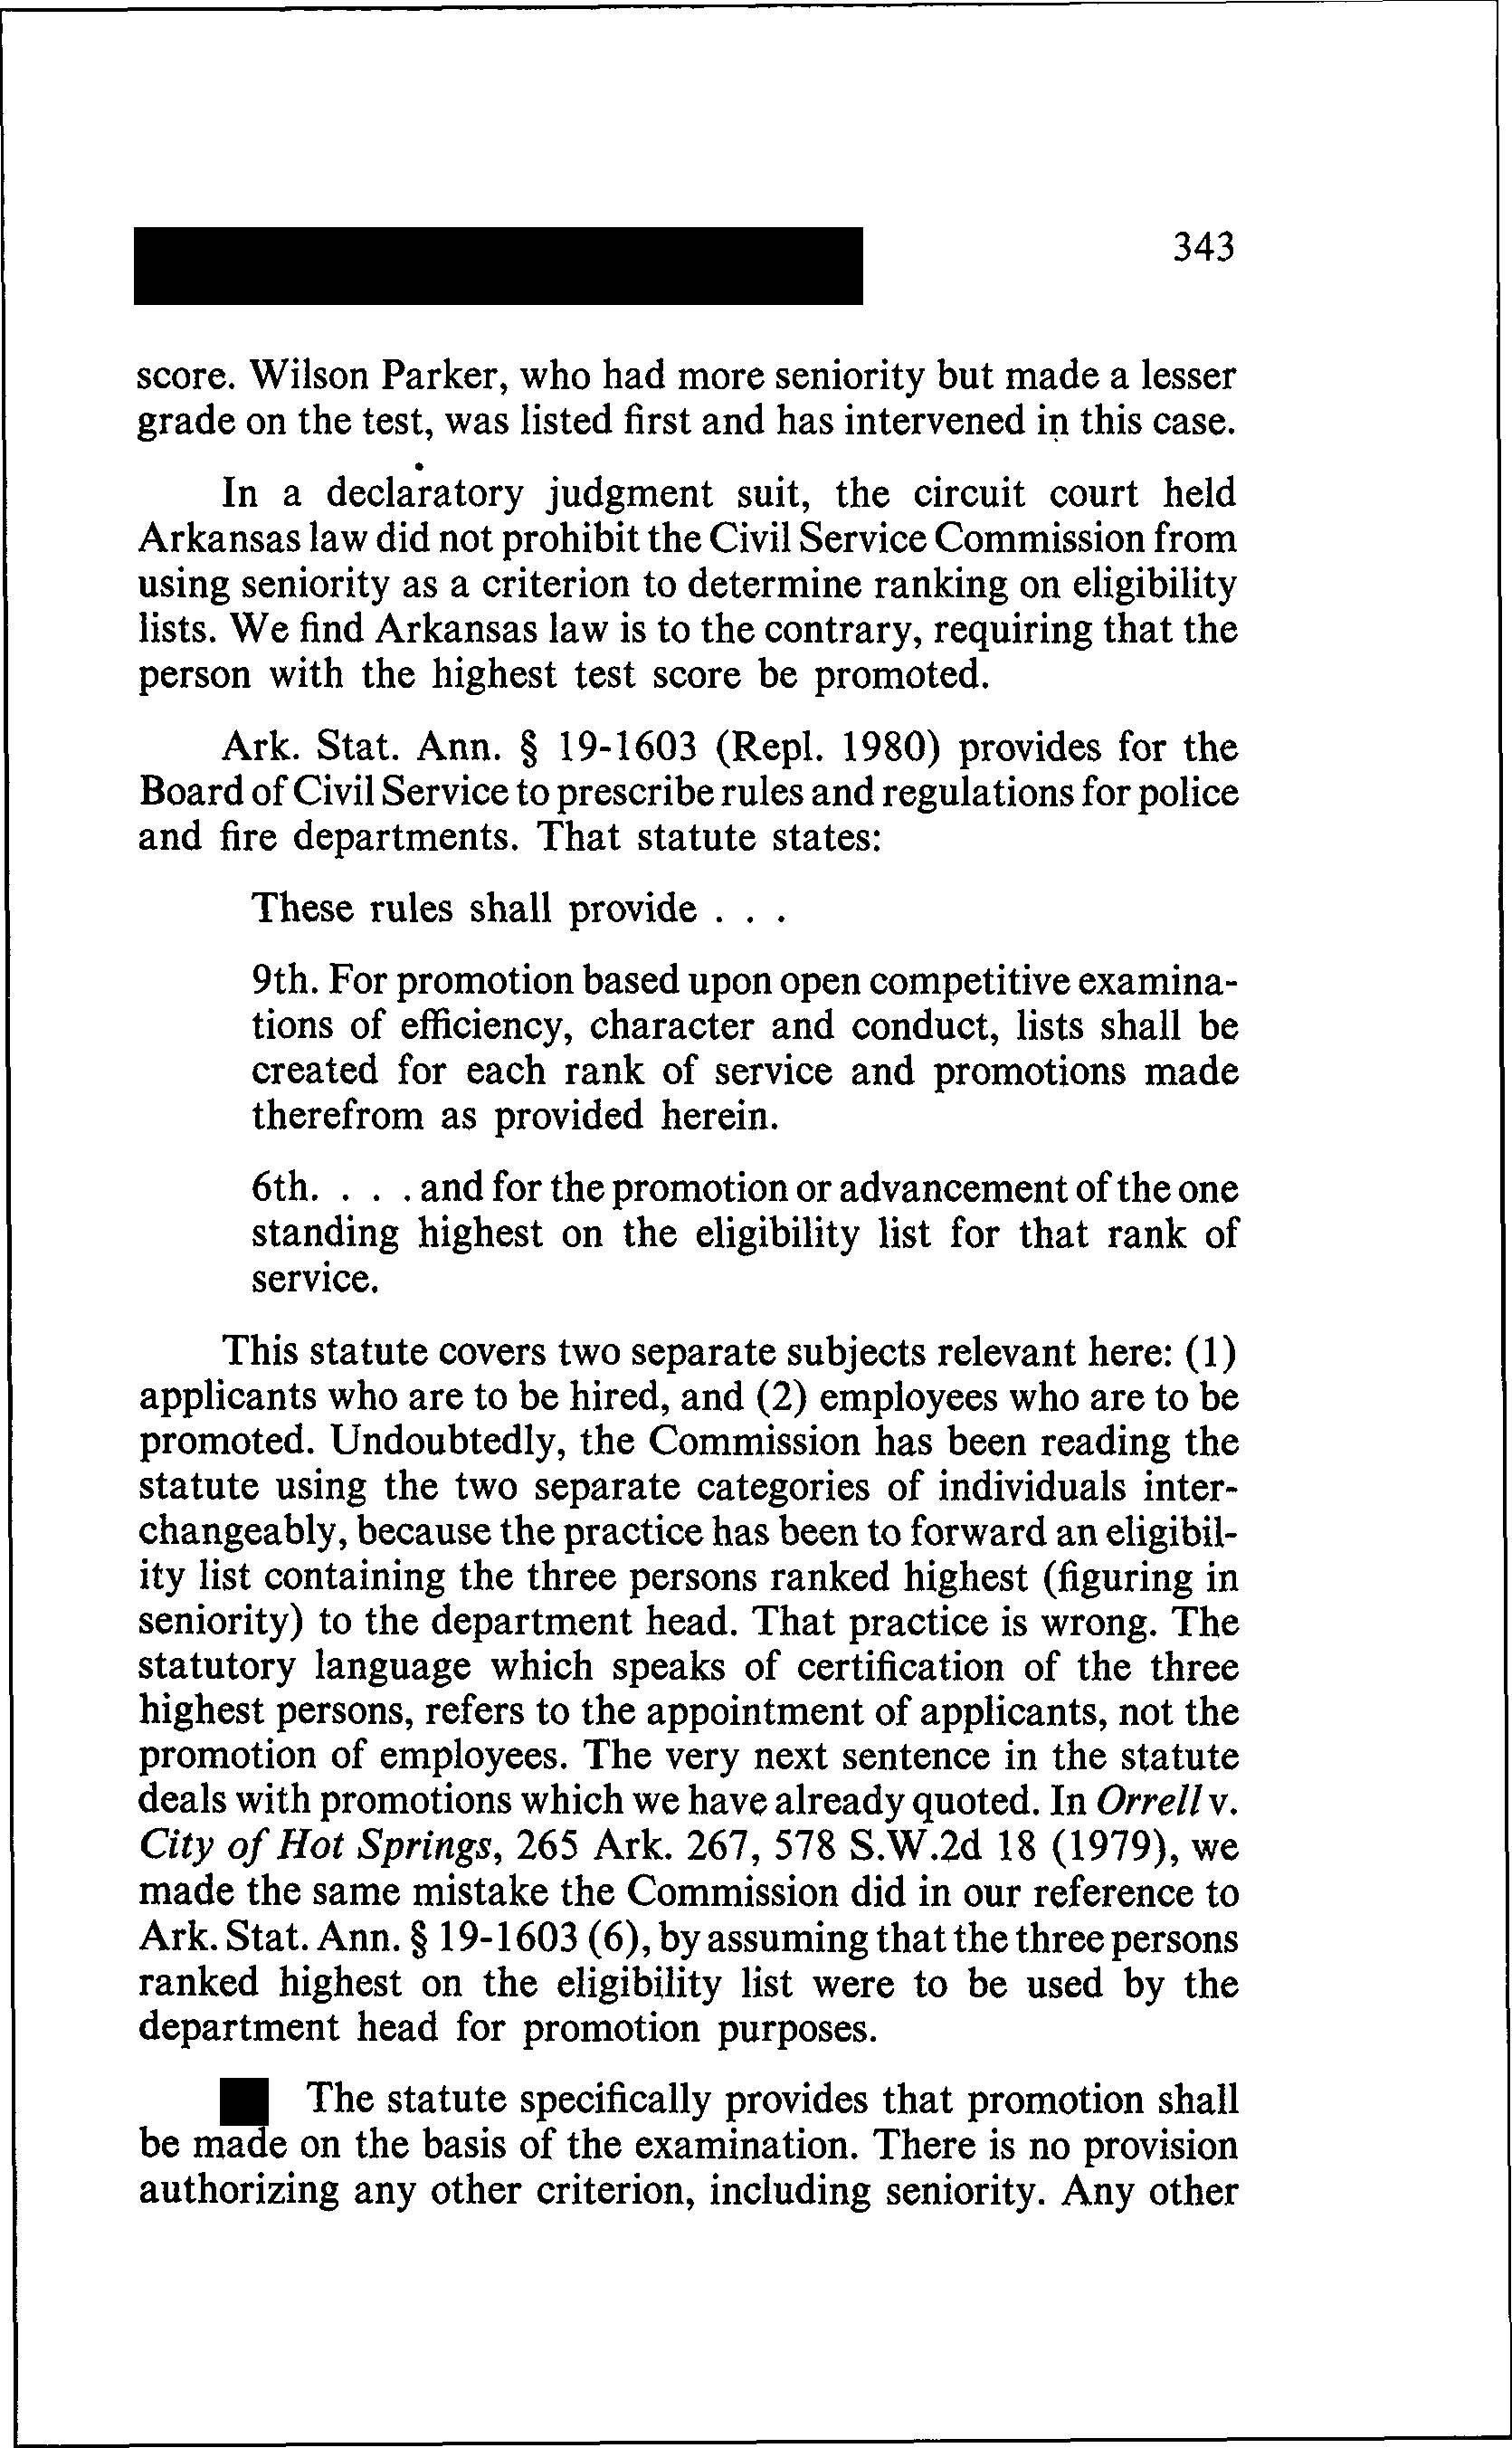 343
score. Wilson Parker, who had more seniority but made a lesser
grade on the test, was listed first and has intervened in this case.
In a declaratory judgment suit, the circuit court held
Arkansas law did not prohibit the Civil Service Commission from
using seniority as a criterion to determine ranking on eligibility
lists. We find Arkansas law is to the contrary, requiring that the
person with the highest test score be promoted.
Ark. Stat. Ann. § 19-1603 (Repl. 1980) provides for the
Board of Civil Service to prescribe rules and regulations for police
and fire departments. That statute states:
These rules shall provide . . .
9th. For promotion based upon open competitive examina-
tions of efficiency, character and conduct, lists shall be
created for each rank of service and promotions made
therefrom as provided herein.
6th. . . . and for the promotion or advancement of the one
standing highest on the eligibility list for that rank of
service.
This statute covers two separate subjects relevant here: (1)
applicants who are to be hired, and (2) employees who are to be
promoted. Undoubtedly, the Commission has been reading the
statute using the two separate categories of individuals inter-
changeably, because the practice has been to forward an eligibil-
ity list containing the three persons ranked highest (figuring in
seniority) to the department head. That practice is wrong. The
statutory language which speaks of certification of the three
highest persons, refers to the appointment of applicants, not the
promotion of employees. The very next sentence in the statute
deals with promotions which we have already quoted. In Orrell v.
City of Hot Springs, 265 Ark. 267, 578 S.W.2d 18 (1979), we
made the same mistake the Commission did in our reference to
Ark. Stat. Ann. § 19-1603 (6), by assuming that the three persons
ranked highest on the eligibility list were to be used by the
department head for promotion purposes.
The statute specifically provides that promotion shall
be made on the basis of the examination. There is no provision
authorizing any other criterion, including seniority. Any other